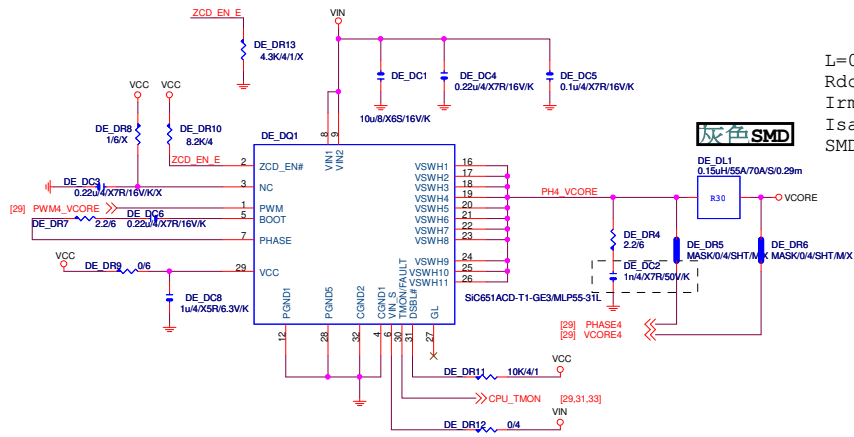 ZCD_EN_E
VIN
DE_DR13
4.3K/4/1/X
DE_DC1
10u/8/X6S/16V/K
DE_DC4
0.22u/4/X7R/16V/K
DE_DC5
0.1u/4/X7R/16V/K
L=0
Rdc
Irm
Isa
SMD
VCC
VCC
DE_DR8
1/6/X
DE_DR10
8.2K/4
ZCD_EN_E
DE_DC3
0.22u/4/X7R/16V/K/X
[29] PWM4_VCORE
DE_DR7
2.2/6
DE_DC6
0.22u/4/X7R/16V/K
VCC
DE_DR9
0/6
DE_DC8
1u/4/X5R/6.3V/K
DE_DQ1
8
9
VIN1
VIN2
2 ZCD_EN#
3 NC
1 PWM
5 BOOT
7 PHASE
29 VCC
VSWH1 16
VSWH2 17
VSWH3 18
VSWH4 19
VSWH5 20
VSWH6 21
VSWH7 22
VSWH8 23
VSWH9 24
VSWH10 25
VSWH11 26
PGND1
PGND5
CGND2
CGND1
VIN_S
TMON/FAULT
DSBL#
GL
12
28
32
4
6
30
31
27
SiC651ACD-T1-GE3/MLP55-31L
灰色SMD
DE_DL1
0.15uH/55A/70A/S/0.29m
R30
PH4_VCORE
VCORE
DE_DR4
2.2/6
DE_DC2
1n/4/X7R/50V/K
DE_DR5
MASK/0/4/SHT/M/X
DE_DR6
MASK/0/4/SHT/M/X
[29] PHASE4
[29] VCORE4
DE_DR11
10K/4/1
VCC
CPU_TMON [29,31,33]
VIN
DE_DR12
0/4